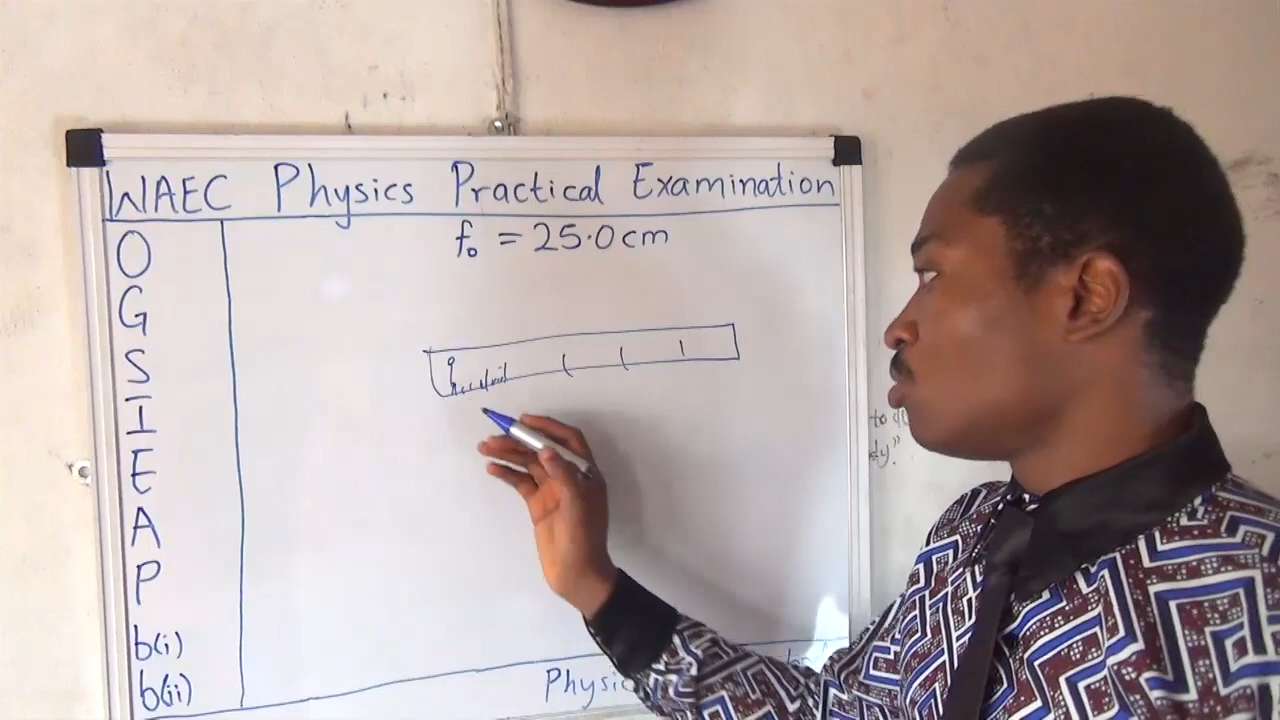 WAEC Physics Practical Examination
f₀ = 25.0cm
O
G
S
I
E
A
P
b(i)
b(ii)